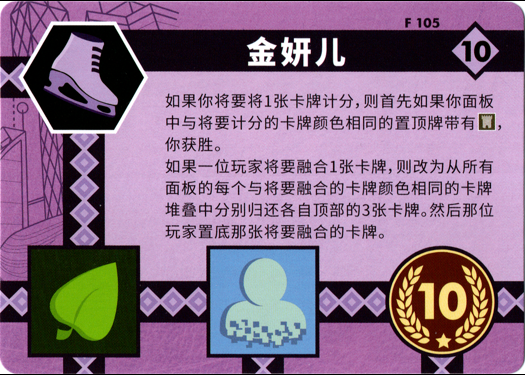 F 105
金妍儿
10
如果你将要将1张卡牌计分，则首先如果你面板
中与将要计分的卡牌颜色相同的置顶牌带有，
你获胜。
如果一位玩家将要融合1张卡牌，则改为从所有
面板的每个与将要融合的卡牌颜色相同的卡牌
堆叠中分别归还各自顶部的3张卡牌。然后那位
玩家置底那张将要融合的卡牌。
10